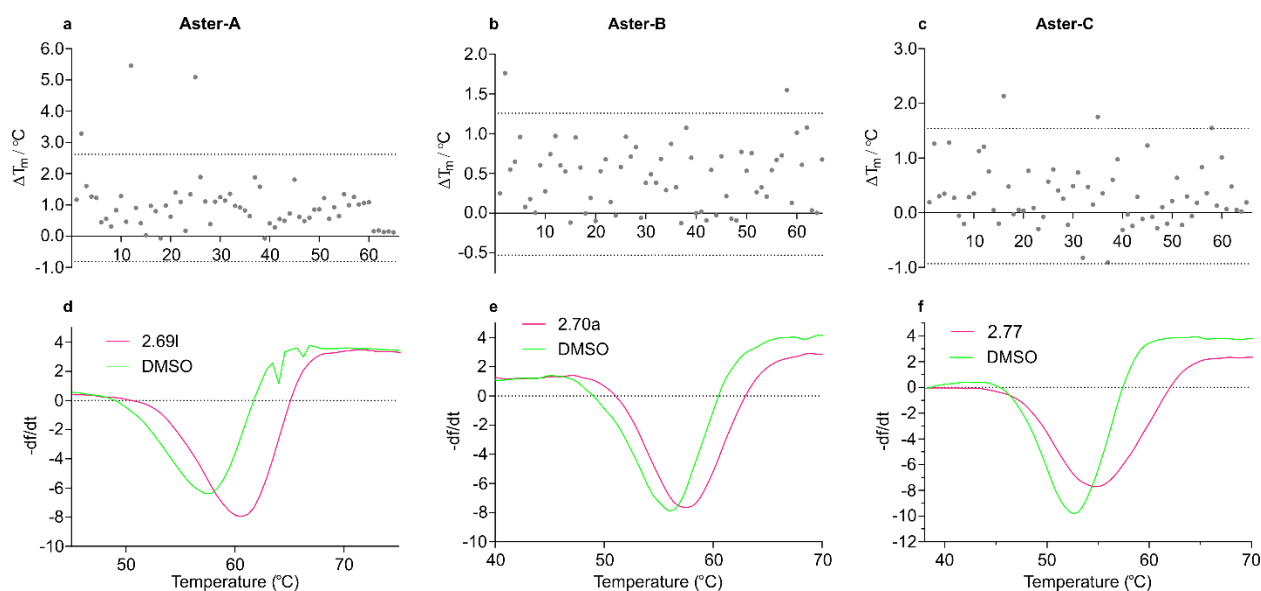 a
Aster-A
6.0
5.0
4.0
3.0
2.0
1.0
0.0
-1.0
ΔTm / °C
10 20 30 40 50 60
b
Aster-B
2.0
1.5
1.0
0.5
0.0
-0.5
ΔTm / °C
10 20 30 40 50 60
c
Aster-C
3.0
2.0
1.0
0.0
-1.0
ΔTm / °C
10 20 30 40 50 60
d
2.69l
DMSO
4
2
0
-2
-4
-6
-8
-10
-df/dt
50 60 70
Temperature (°C)
e
2.70a
DMSO
4
2
0
-2
-4
-6
-8
-10
-df/dt
40 50 60 70
Temperature (°C)
f
2.77
DMSO
4
2
0
-2
-4
-6
-8
-10
-12
-df/dt
40 50 60 70
Temperature (°C)